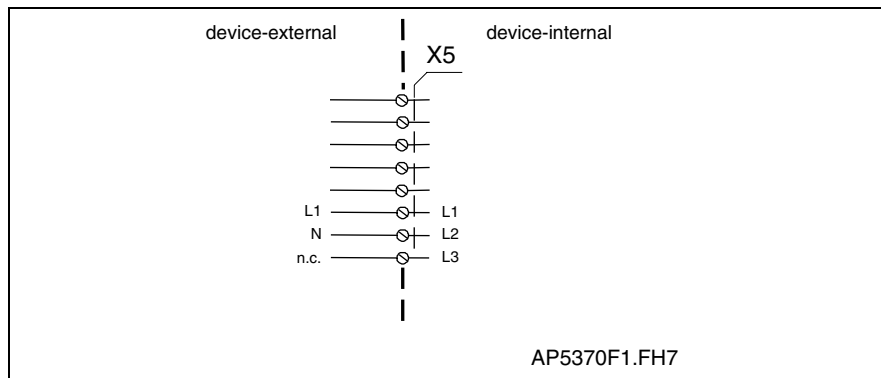 device-external
device-internal
X5
L1
L1
N
L2
n.c.
L3
AP5370F1.FH7